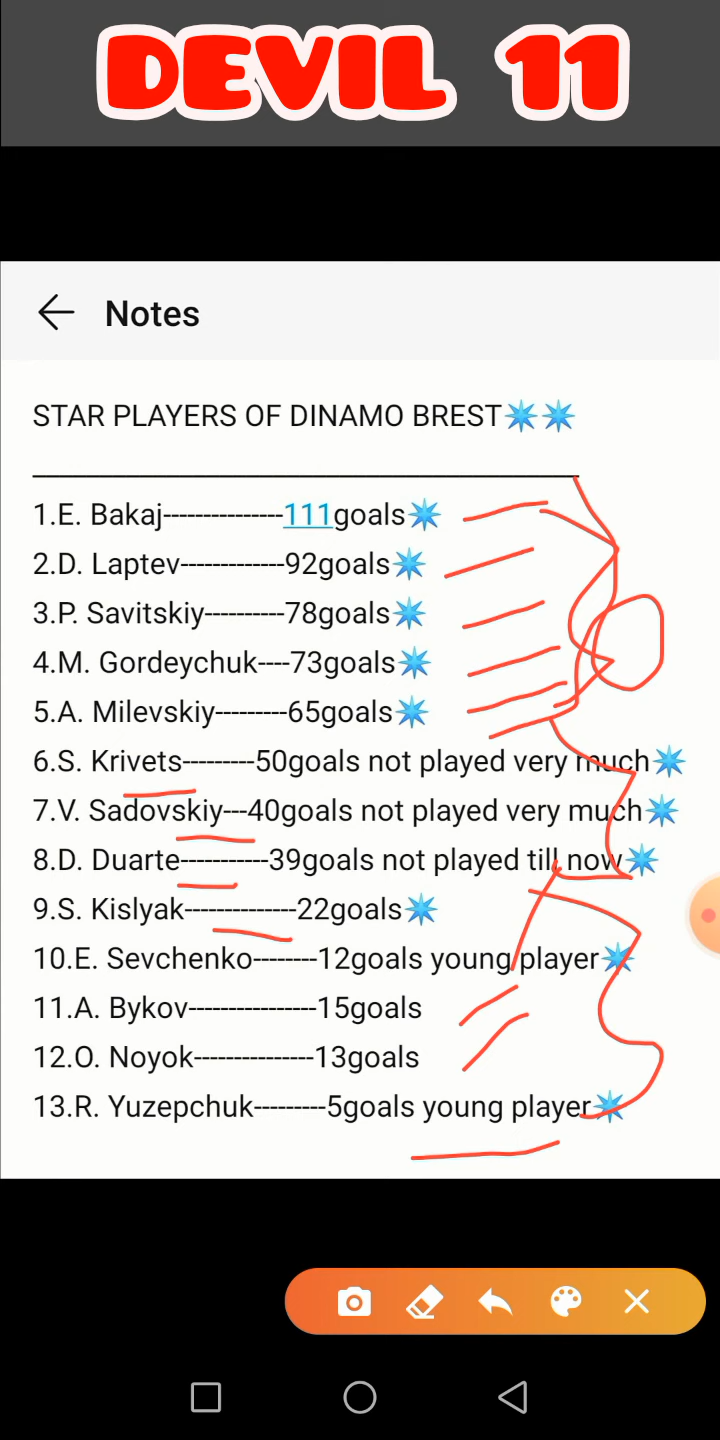 DEVIL 11
Notes
STAR PLAYERS OF DINAMO BREST
1.E. Bakaj---------------111goals
2.D. Laptev-------------92goals
3.P. Savitskiy----------78goals
4.M. Gordeychuk----73goals
5.A. Milevskiy---------65goals
6.S. Krivets---------50goals not played very much
7.V. Sadovskiy---40goals not played very much
8.D. Duarte-----------39goals not played till now
9.S. Kislyak--------------22goals
10.E. Sevchenko--------12goals young player
11.A. Bykov----------------15goals
12.O. Noyok---------------13goals
13.R. Yuzepchuk---------5goals young player